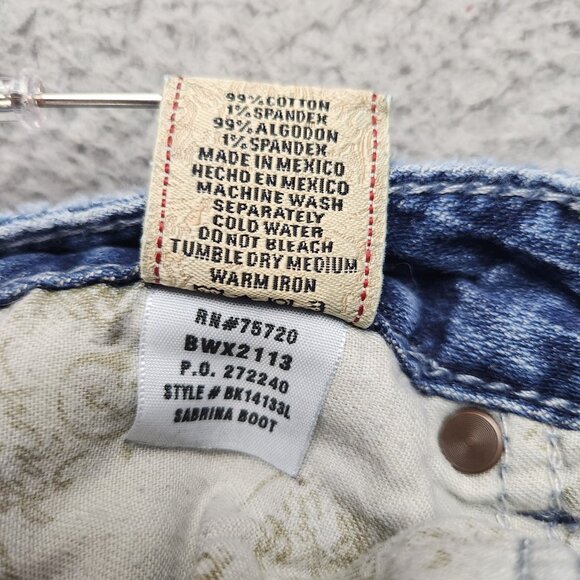 99% COTTON
1% SPANDEX
99% ALGODON
1% SPANDEX
MADE IN MEXICO
HECHO EN MEXICO
MACHINE WASH
SEPARATELY
COLD WATER
DO NOT BLEACH
TUMBLE DRY MEDIUM
WARM IRON
RN#75720
BWX2113
P.O. 272240
STYLE # BK14133L
SABRINA BOOT